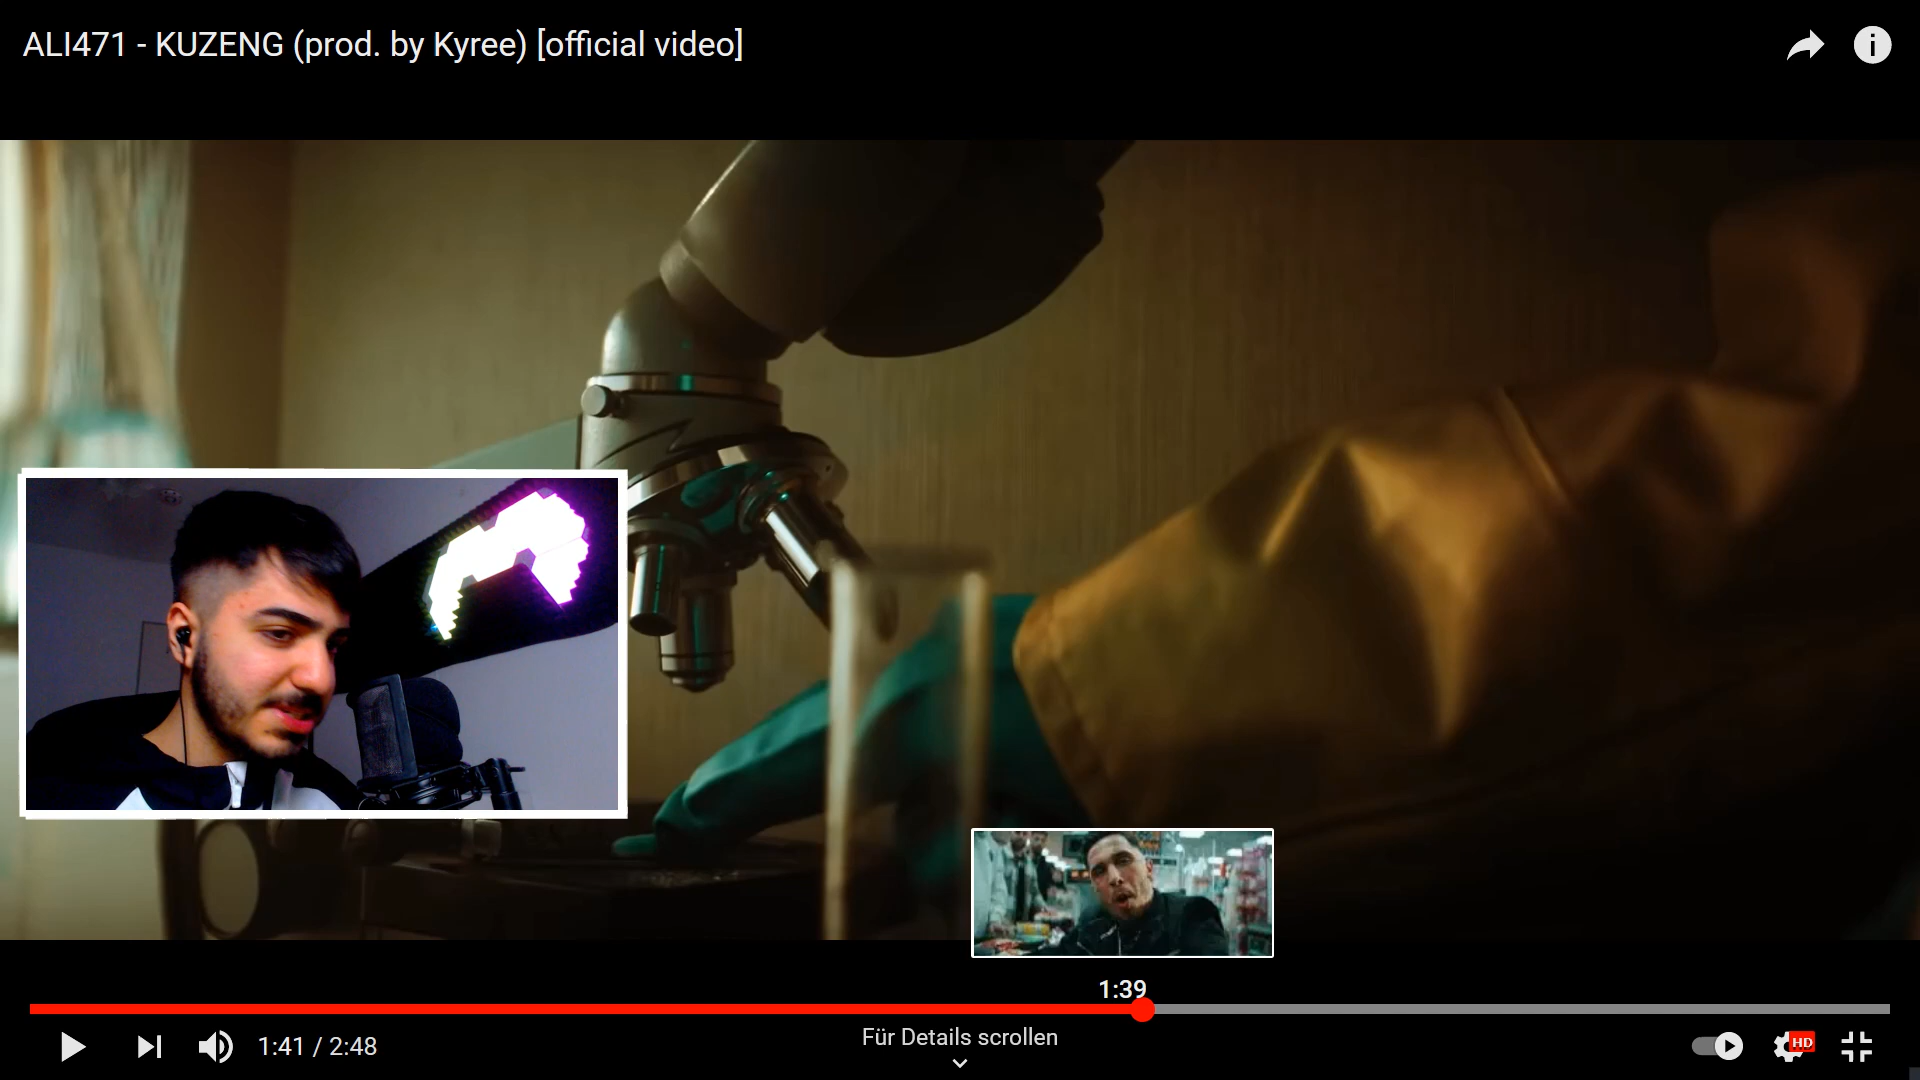 ALI471 - KUZENG (prod. by Kyree) [official video]
1:39
1:41 / 2:48
Für Details scrollen
HD